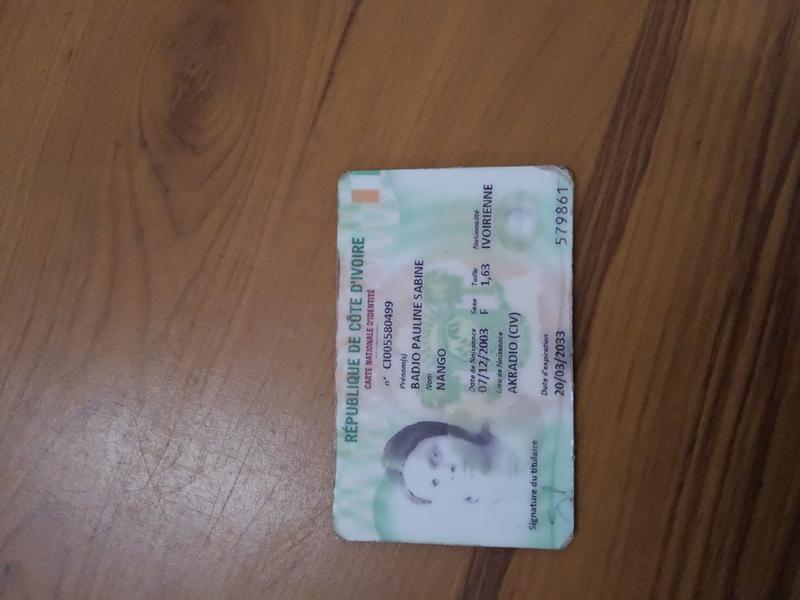 RÉPUBLIQUE DE CÔTE D'IVOIRE
CARTE NATIONALE D'IDENTITÉ
n° CI005580499
Prénom(s)
BADJO PAULINE SABINE
Nom
NANGO
Date de Naissance Sexe Taille Nationalité
07/12/2003 F 1,63 IVOIRIENNE
Lieu de Naissance
AKRADIO (CIV)
Signature du titulaire
Date d'expiration
20/03/2033
579861